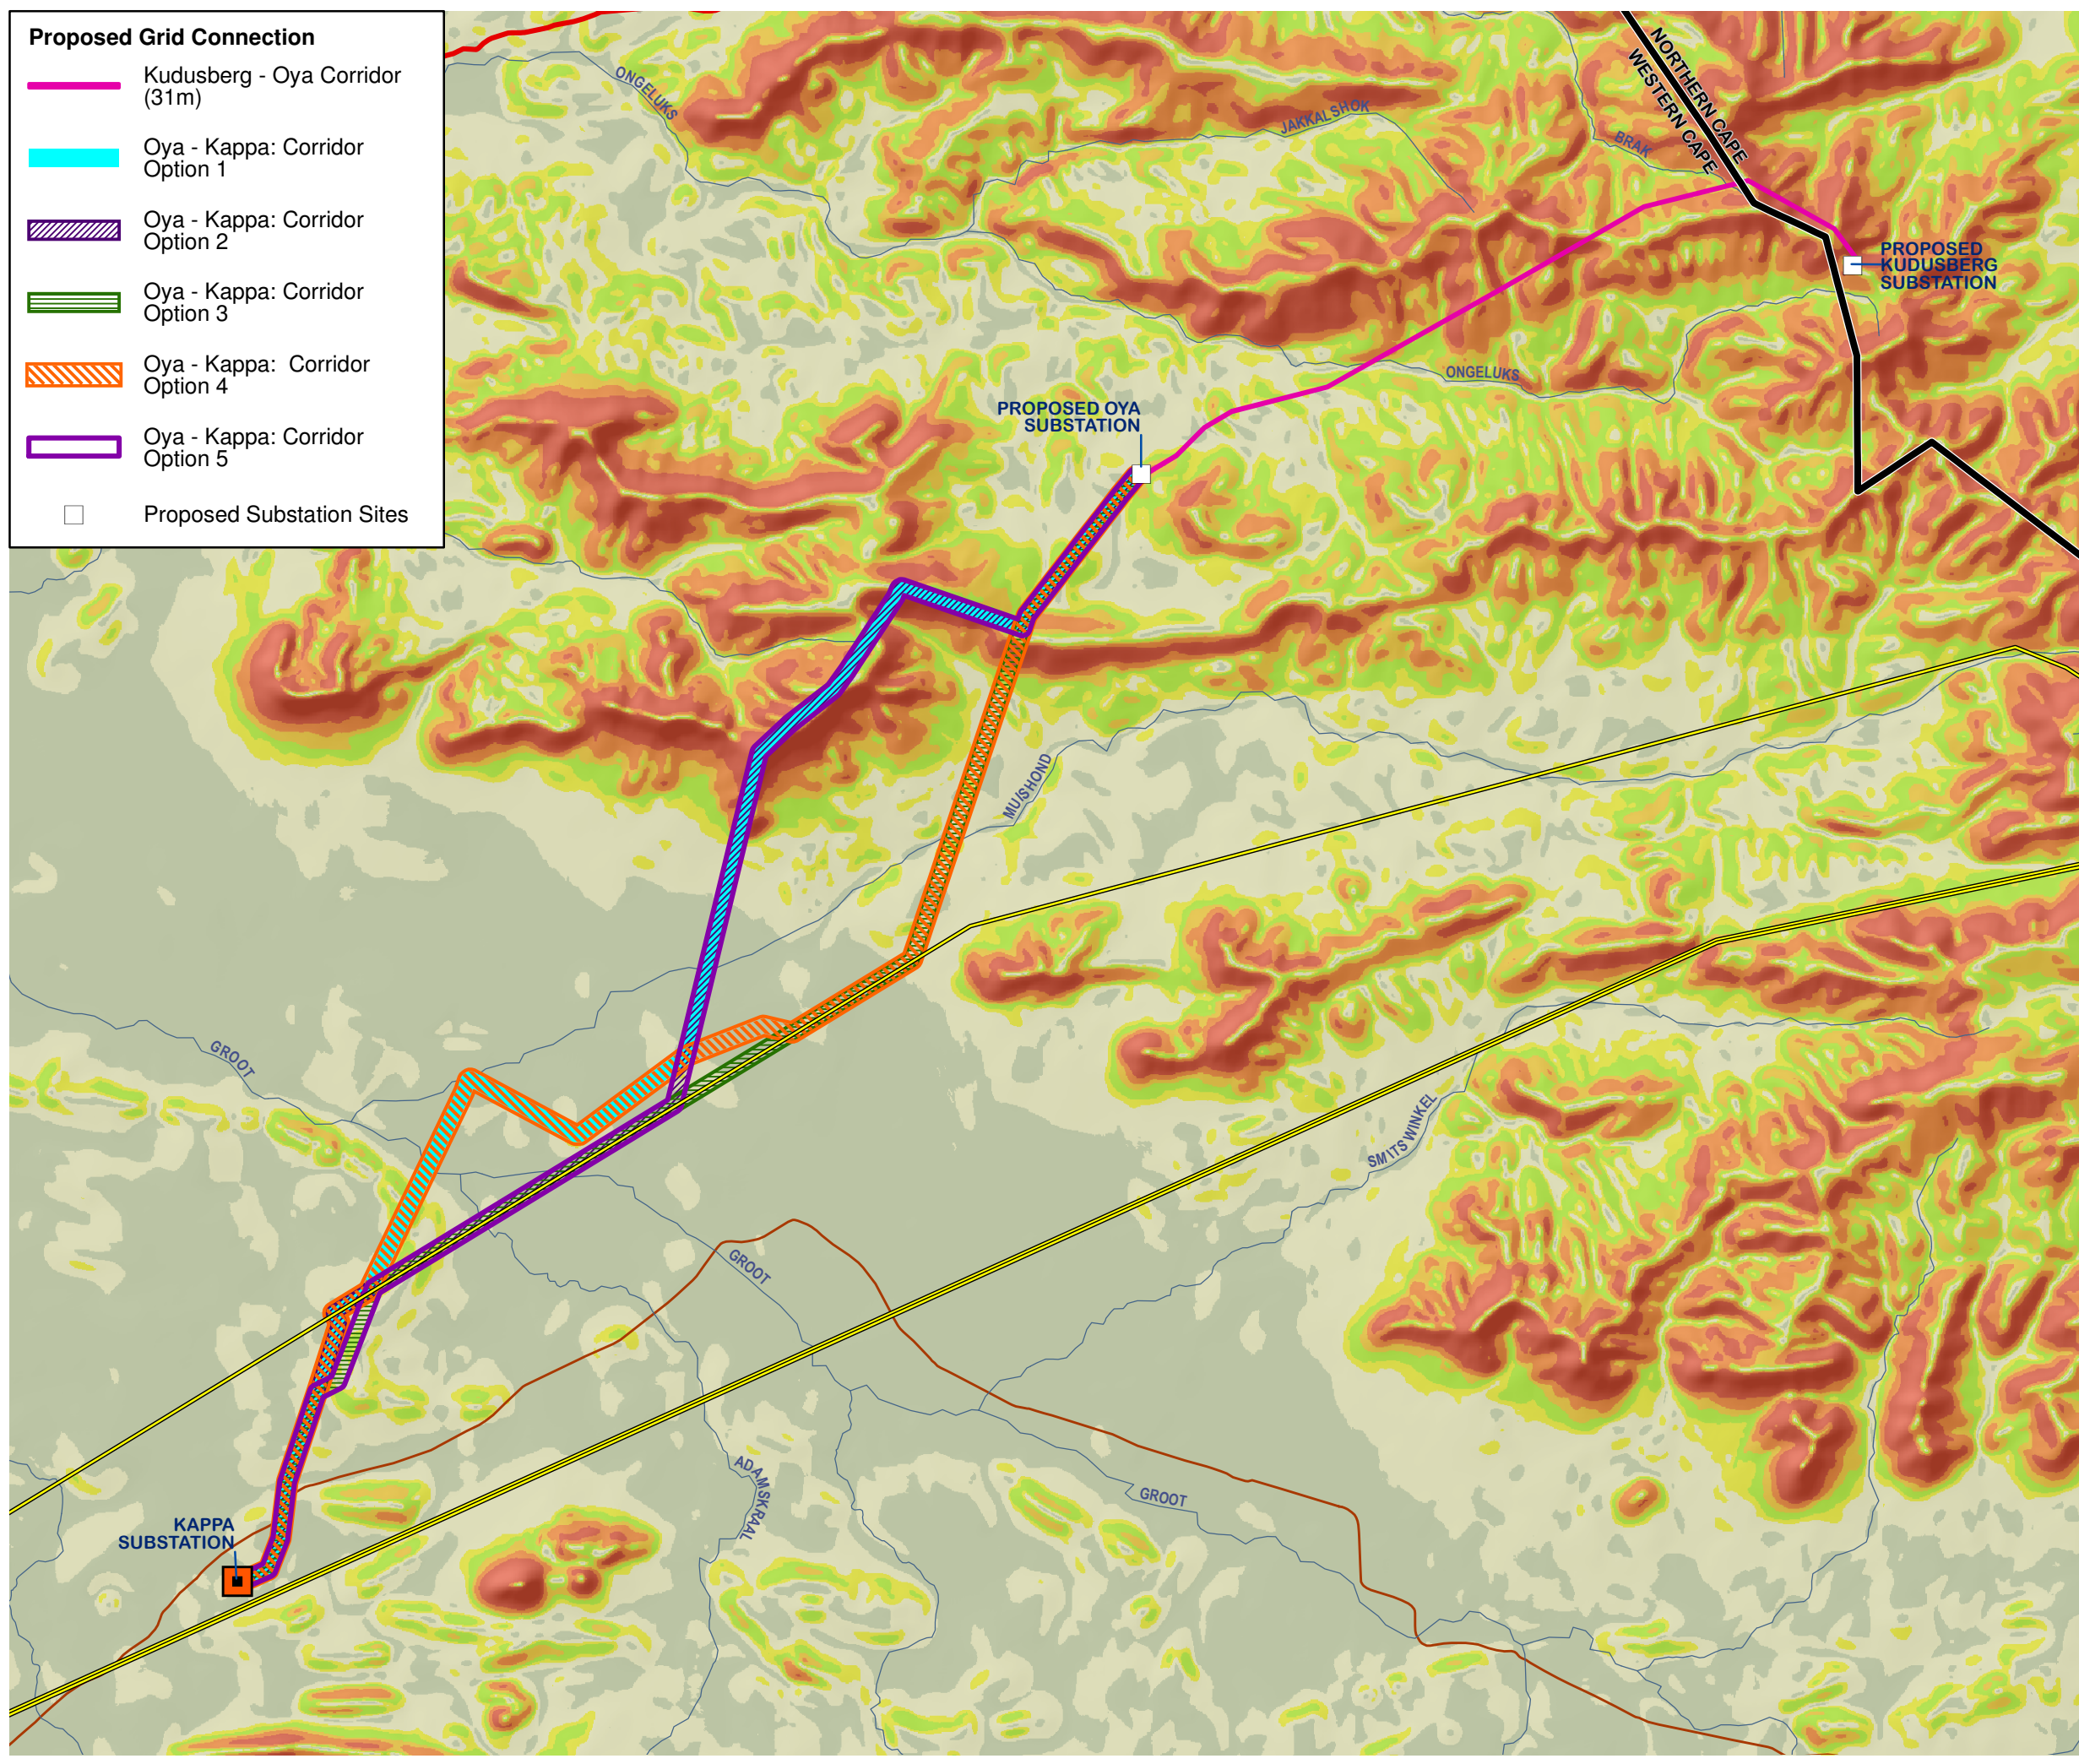 Proposed Grid Connection
Kudusberg - Oya Corridor
(31m)
Oya - Kappa: Corridor
Option 1
Oya - Kappa: Corridor
Option 2
Oya - Kappa: Corridor
Option 3
Oya - Kappa:  Corridor
Option 4
Oya - Kappa: Corridor
Option 5
Proposed Substation Sites
ONGELUKS
JAKKALSHOK
BRAK
NORTHERN CAPE
WESTERN CAPE
PROPOSED
KUDUSBERG
SUBSTATION
ONGELUKS
PROPOSED OYA
SUBSTATION
MUISHOND
GROOT
SMITSWINKEL
GROOT
ADAMSKRAAL
GROOT
KAPPA
SUBSTATION